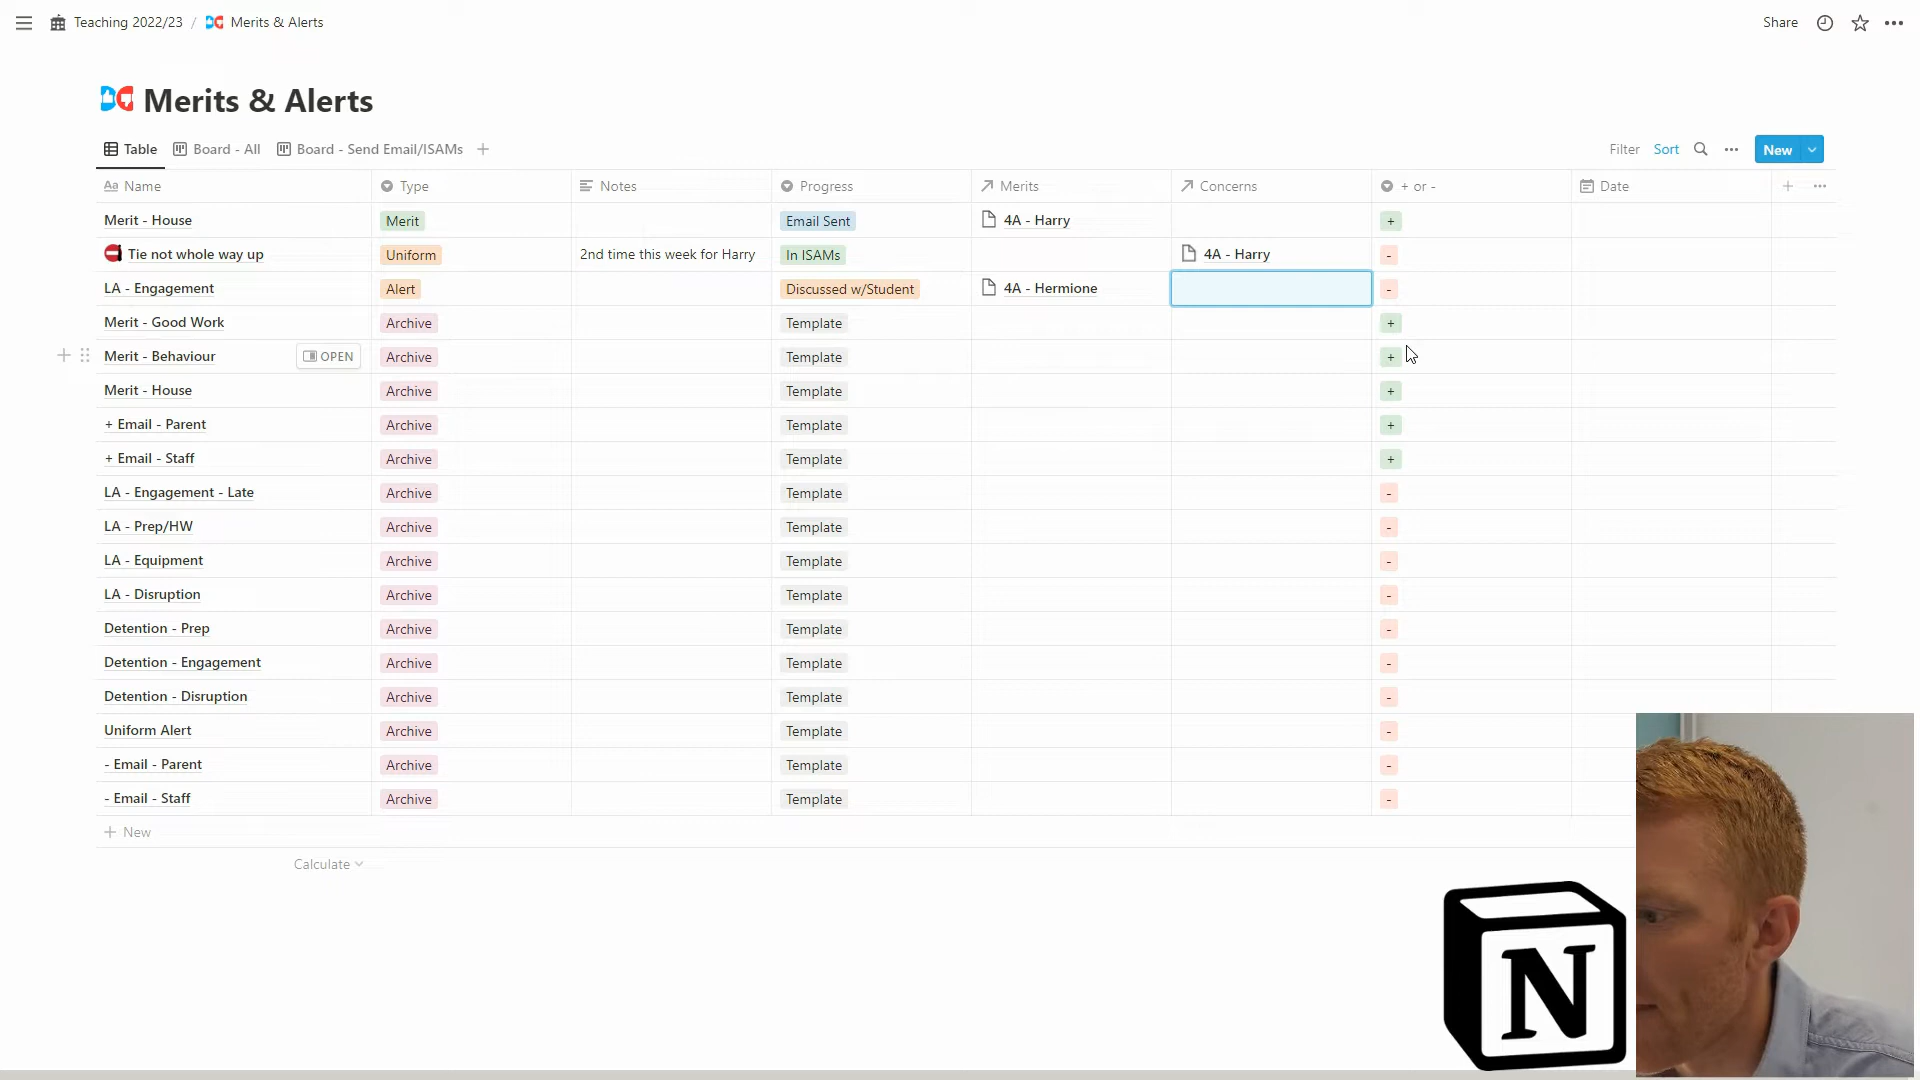 Teaching 2022/23 / Merits & Alerts
Share
Merits & Alerts
Table Board - All Board - Send Email/ISAMs
Filter Sort New
Aa Name Type Notes Progress Merits Concerns + or - Date
Merit - House Merit Email Sent 4A - Harry +
Tie not whole way up Uniform 2nd time this week for Harry In ISAMs 4A - Harry -
LA - Engagement Alert Discussed w/Student 4A - Hermione -
Merit - Good Work Archive Template +
Merit - Behaviour OPEN Archive Template +
Merit - House Archive Template +
+ Email - Parent Archive Template +
+ Email - Staff Archive Template +
LA - Engagement - Late Archive Template -
LA - Prep/HW Archive Template -
LA - Equipment Archive Template -
LA - Disruption Archive Template -
Detention - Prep Archive Template -
Detention - Engagement Archive Template -
Detention - Disruption Archive Template -
Uniform Alert Archive Template -
- Email - Parent Archive Template -
- Email - Staff Archive Template -
+ New
Calculate
N